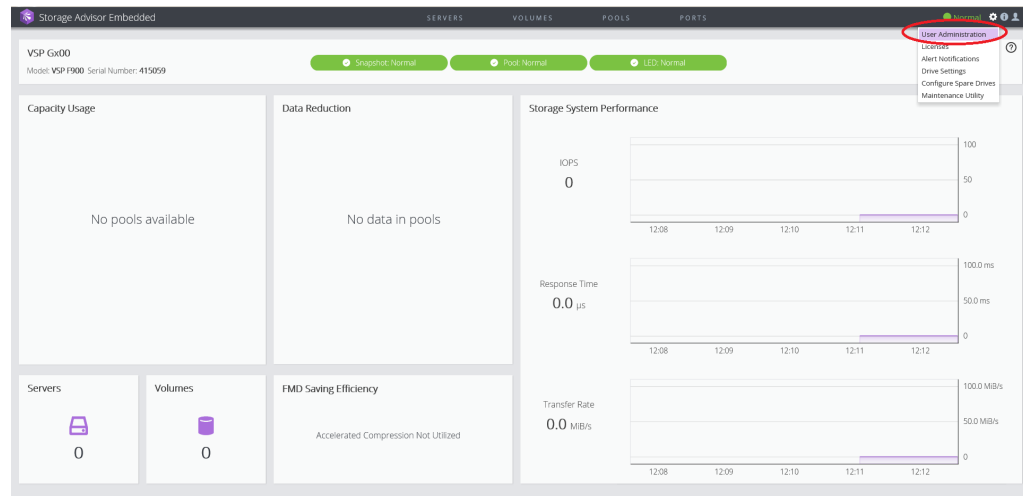 Storage Advisor Embedded
SERVERS VOLUMES POOLS PORTS
Normal
User Administration
Licenses
Alert Notifications
Drive Settings
Configure Spare Drives
Maintenance Utility
VSP Gx00
Model: VSP F900 Serial Number: 415059
Snapshot: Normal
Pool: Normal
LED: Normal
Capacity Usage
No pools available
Data Reduction
No data in pools
Storage System Performance
IOPS
0
100
50
0
12:08 12:09 12:10 12:11 12:12
Response Time
0.0 µs
100.0 ms
50.0 ms
0
12:08 12:09 12:10 12:11 12:12
Servers
0
Volumes
0
FMD Saving Efficiency
Accelerated Compression Not Utilized
Transfer Rate
0.0 MiB/s
100.0 MiB/s
50.0 MiB/s
0
12:08 12:09 12:10 12:11 12:12